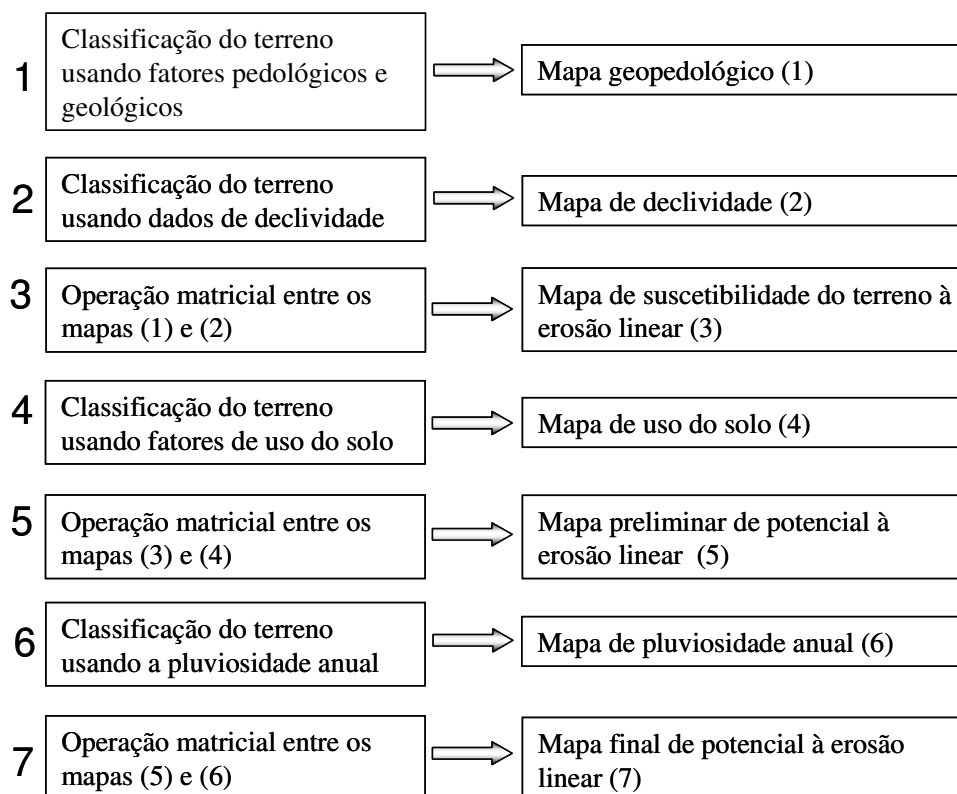 1
Classificação do terreno
usando fatores pedológicos e
geológicos
Mapa geopedológico (1)
2
Classificação do terreno
usando dados de declividade
Mapa de declividade (2)
3
Operação matricial entre os
mapas (1) e (2)
Mapa de suscetibilidade do terreno à
erosão linear (3)
4
Classificação do terreno
usando fatores de uso do solo
Mapa de uso do solo (4)
5
Operação matricial entre os
mapas (3) e (4)
Mapa preliminar de potencial à
erosão linear (5)
6
Classificação do terreno
usando a pluviosidade anual
Mapa de pluviosidade anual (6)
7
Operação matricial entre os
mapas (5) e (6)
Mapa final de potencial à erosão
linear (7)